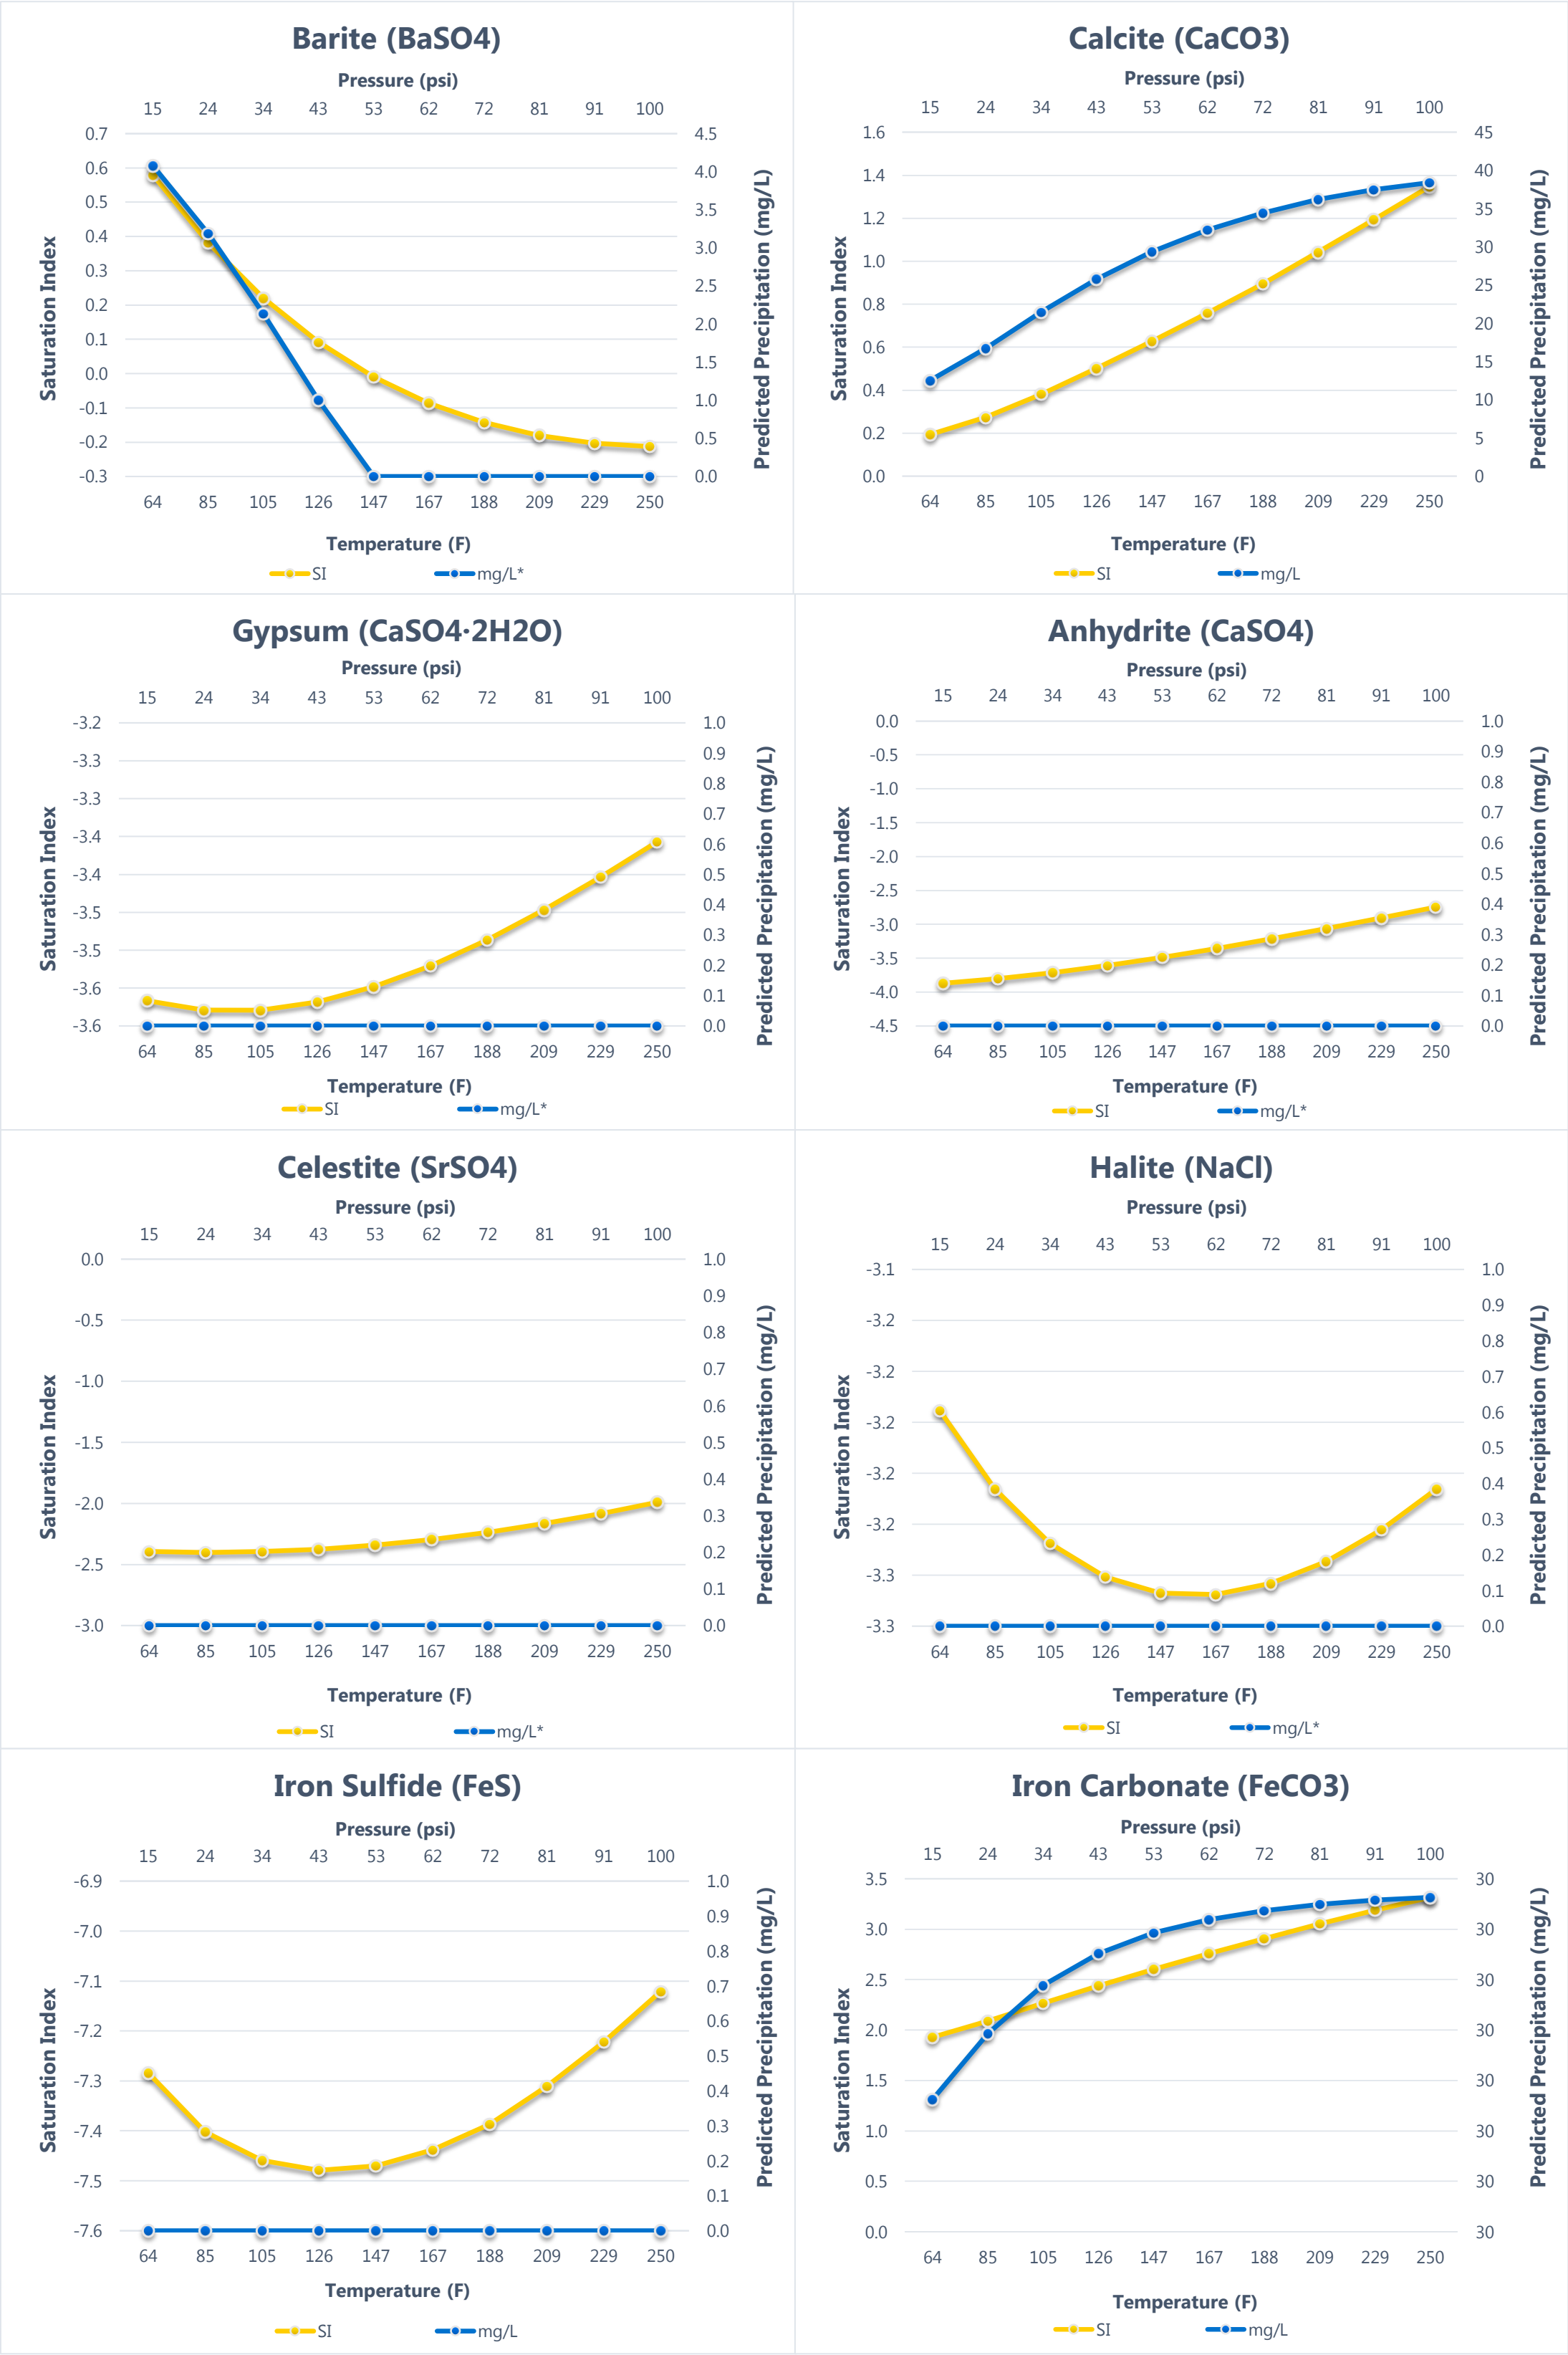 Barite (BaSO4)
Pressure (psi)
15 24 34 43 53 62 72 81 91 100
0.7 4.5
0.6 4.0
0.5 3.5
0.4 3.0
0.3 2.5
0.2 2.0
0.1 1.5
0.0 1.0
-0.1 0.5
-0.2 0.0
-0.3
Saturation Index
Predicted Precipitation (mg/L)
64 85 105 126 147 167 188 209 229 250
Temperature (F)
SI mg/L*
Calcite (CaCO3)
Pressure (psi)
15 24 34 43 53 62 72 81 91 100
1.6 45
1.4 40
1.2 35
1.0 30
0.8 25
0.6 20
0.4 15
0.2 10
0.0 5
0
Saturation Index
Predicted Precipitation (mg/L)
64 85 105 126 147 167 188 209 229 250
Temperature (F)
SI mg/L
Gypsum (CaSO4·2H2O)
Pressure (psi)
15 24 34 43 53 62 72 81 91 100
-3.2 1.0
-3.3 0.9
-3.3 0.8
-3.4 0.7
-3.4 0.6
-3.5 0.5
-3.5 0.4
-3.6 0.3
-3.6 0.2
0.1
0.0
Saturation Index
Predicted Precipitation (mg/L)
64 85 105 126 147 167 188 209 229 250
Temperature (F)
SI mg/L*
Anhydrite (CaSO4)
Pressure (psi)
15 24 34 43 53 62 72 81 91 100
0.0 1.0
-0.5 0.9
-1.0 0.8
-1.5 0.7
-2.0 0.6
-2.5 0.5
-3.0 0.4
-3.5 0.3
-4.0 0.2
-4.5 0.1
0.0
Saturation Index
Predicted Precipitation (mg/L)
64 85 105 126 147 167 188 209 229 250
Temperature (F)
SI mg/L*
Celestite (SrSO4)
Pressure (psi)
15 24 34 43 53 62 72 81 91 100
0.0 1.0
-0.5 0.9
-1.0 0.8
-1.5 0.7
-2.0 0.6
-2.5 0.5
-3.0 0.4
0.3
0.2
0.1
0.0
Saturation Index
Predicted Precipitation (mg/L)
64 85 105 126 147 167 188 209 229 250
Temperature (F)
SI mg/L*
Halite (NaCl)
Pressure (psi)
15 24 34 43 53 62 72 81 91 100
-3.1 1.0
-3.2 0.9
-3.2 0.8
-3.2 0.7
-3.2 0.6
-3.2 0.5
-3.3 0.4
-3.3 0.3
0.2
0.1
0.0
Saturation Index
Predicted Precipitation (mg/L)
64 85 105 126 147 167 188 209 229 250
Temperature (F)
SI mg/L*
Iron Sulfide (FeS)
Pressure (psi)
15 24 34 43 53 62 72 81 91 100
-6.9 1.0
-7.0 0.9
-7.1 0.8
-7.2 0.7
-7.3 0.6
-7.4 0.5
-7.5 0.4
-7.6 0.3
0.2
0.1
0.0
Saturation Index
Predicted Precipitation (mg/L)
64 85 105 126 147 167 188 209 229 250
Temperature (F)
SI mg/L
Iron Carbonate (FeCO3)
Pressure (psi)
15 24 34 43 53 62 72 81 91 100
3.5 30
3.0 30
2.5 30
2.0 30
1.5 30
1.0 30
0.5 30
0.0 30
Saturation Index
Predicted Precipitation (mg/L)
64 85 105 126 147 167 188 209 229 250
Temperature (F)
SI mg/L